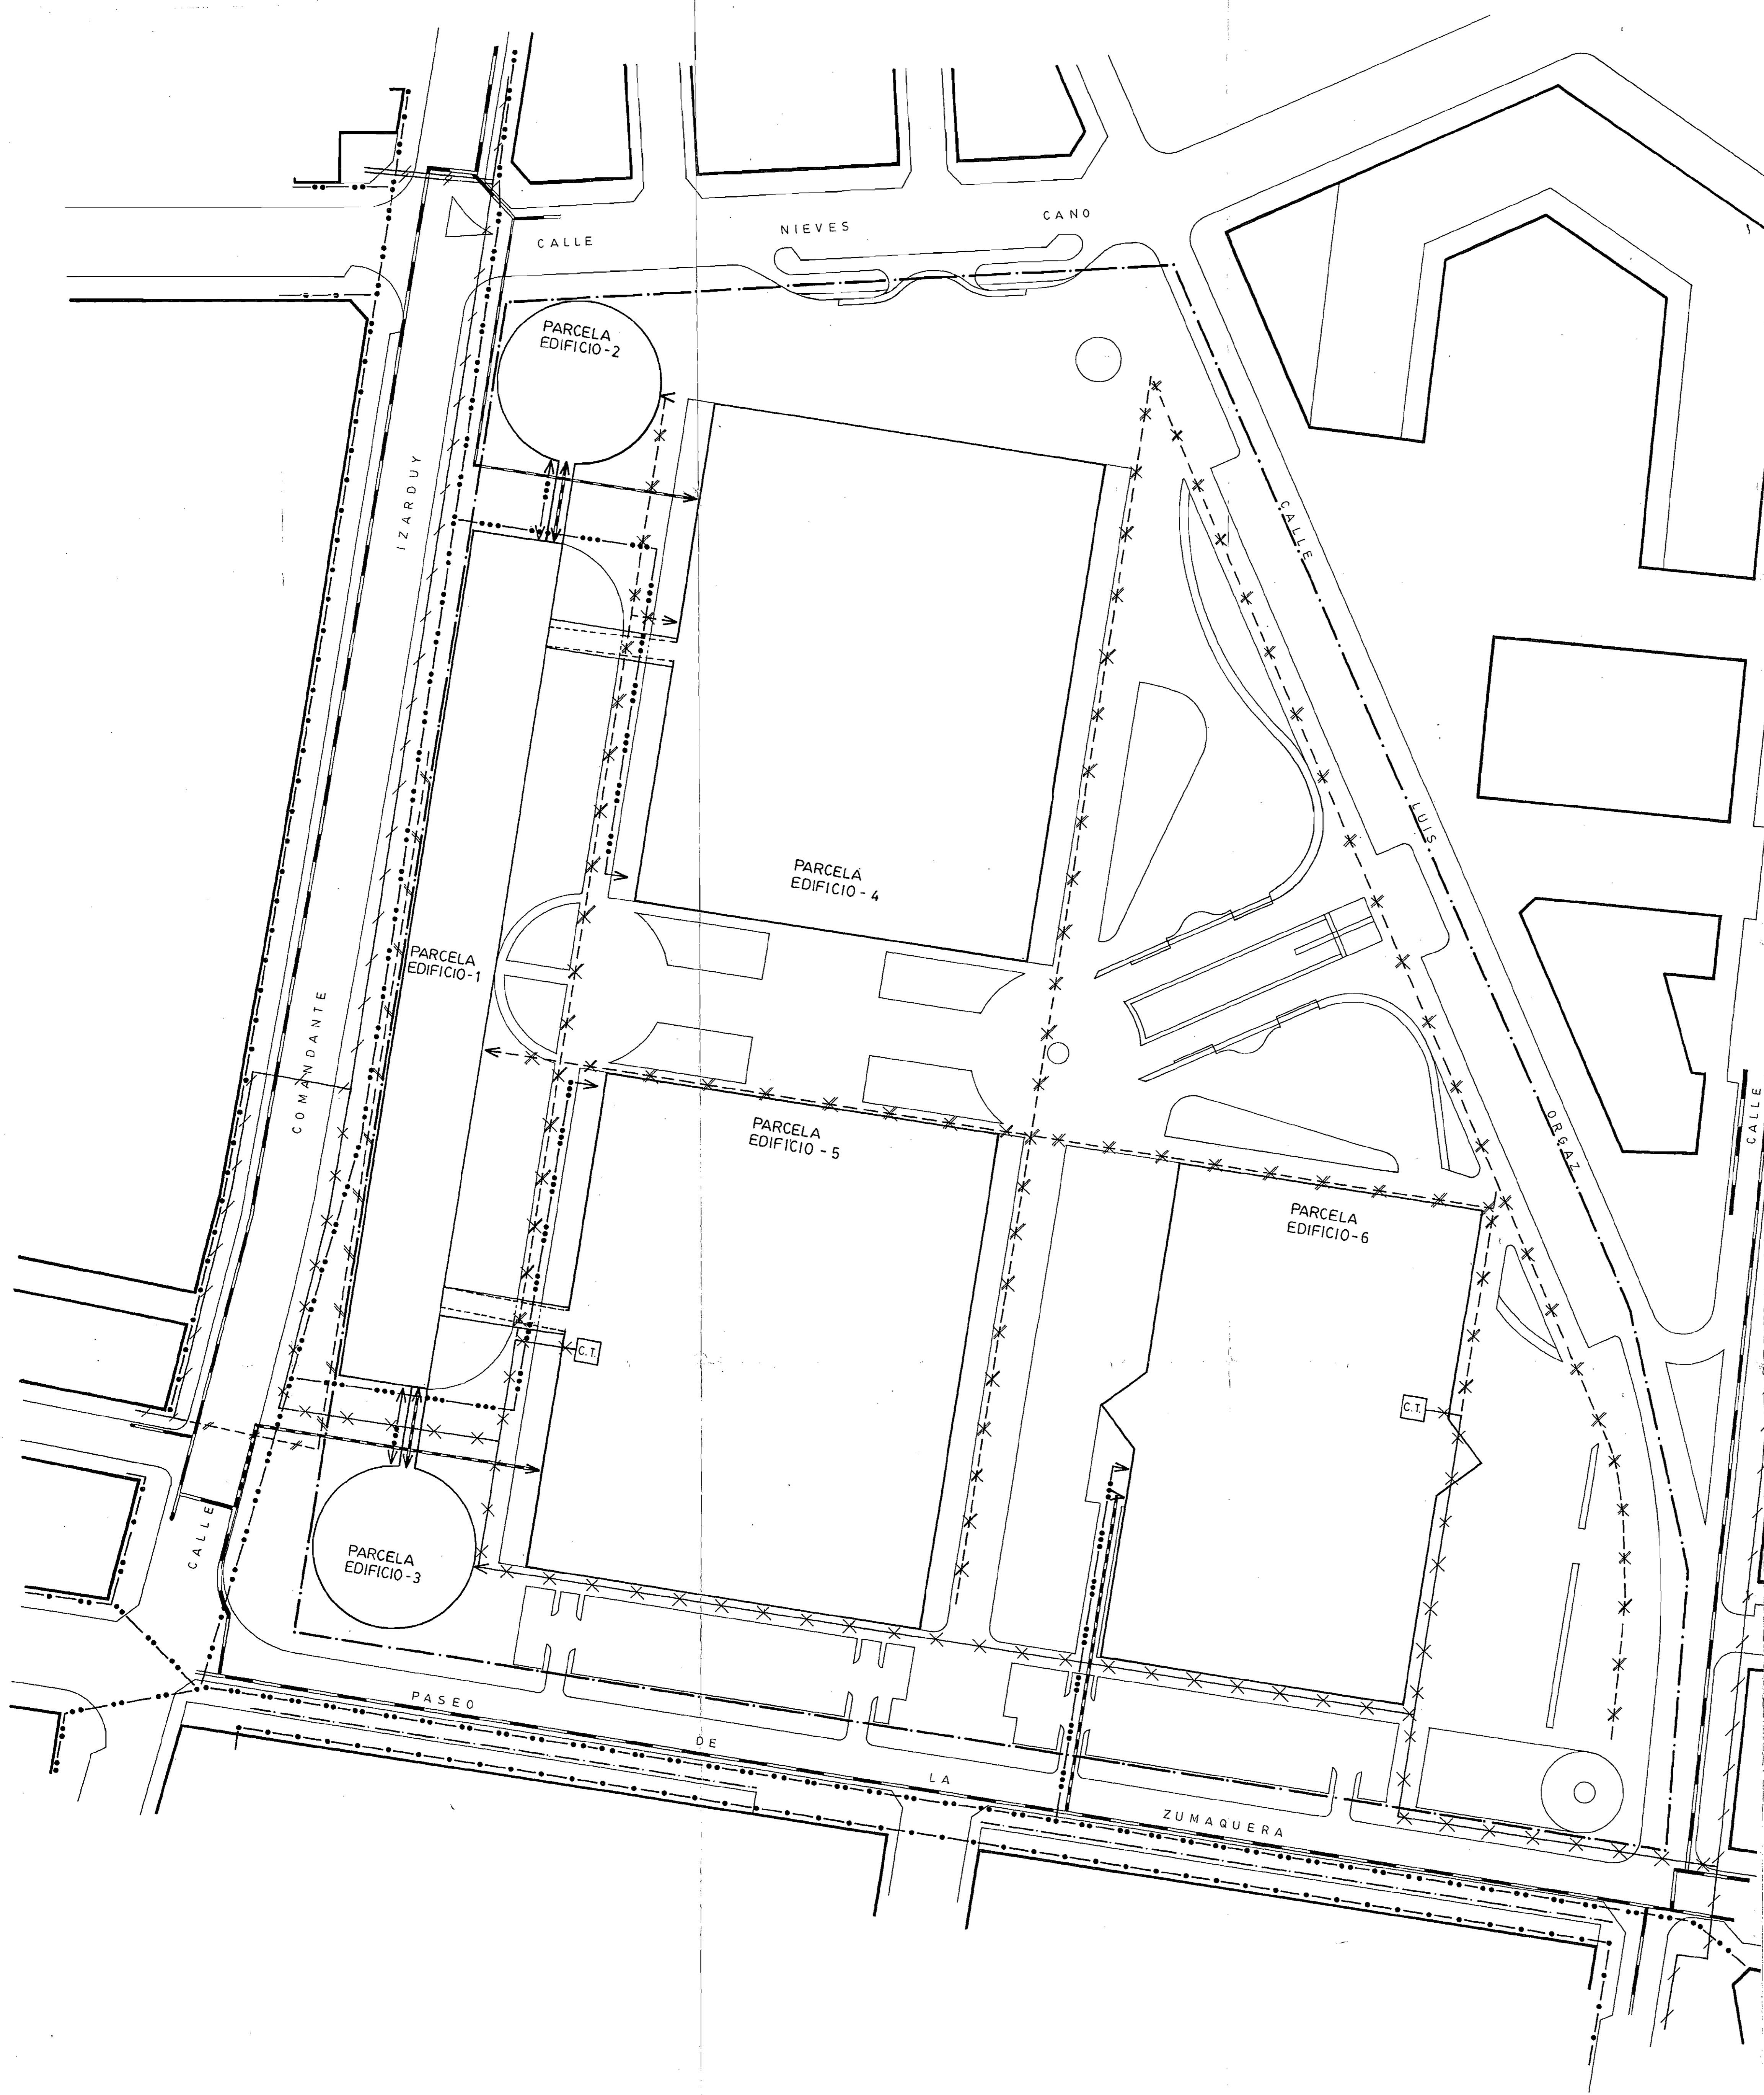 CALLE NIEVES CANO
PARCELA
EDIFICIO-2
IZARDUY
CALLE
PARCELA
EDIFICIO-4
LUIS
PARCELA
EDIFICIO-1
COMANDANTE
CALLE
PARCELA
EDIFICIO-5
ORGAZ
PARCELA
EDIFICIO-6
C.T.
C.T.
CALLE
PARCELA
EDIFICIO-3
PASEO DE LA ZUMAQUERA